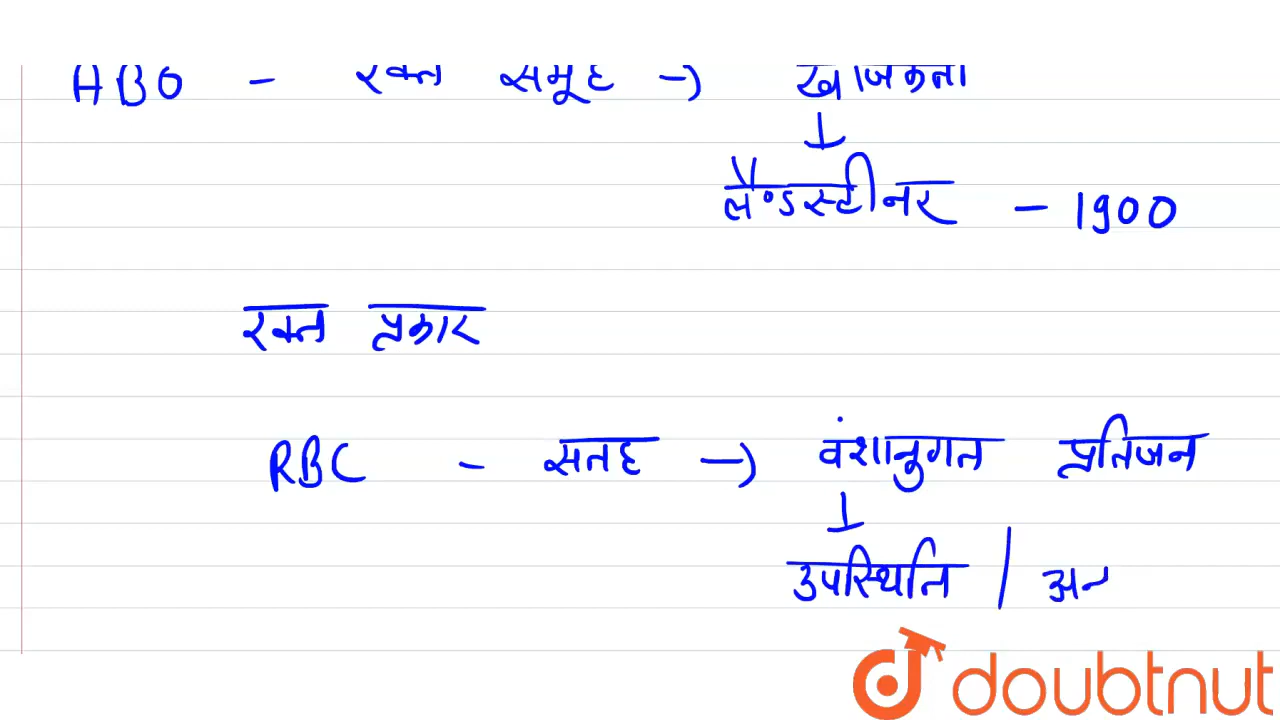 ABO - रक्त समूह → खोजकर्ता
↓
लैण्डस्टीनर - 1900
रक्त प्रकार
RBC - सतह → वंशानुगत प्रतिजन
↓
उपस्थिति / अन
doubtnut